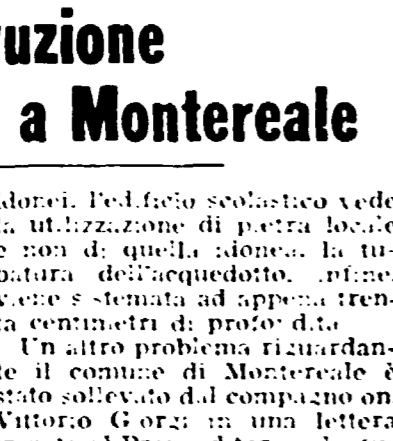 ruzione
a Montereale
idonei. l'edificio scolastico vede
la utilizzazione di pietra locale
e non di quella idonea. la tu-
batura dell'acquedotto, infine,
viene sistemata ad appena tren-
ta centimetri di profondità
Un altro problema riguardan-
te il comune di Montereale è
stato sollevato dal compagno on.
Vittorio Giorgi in una lettera